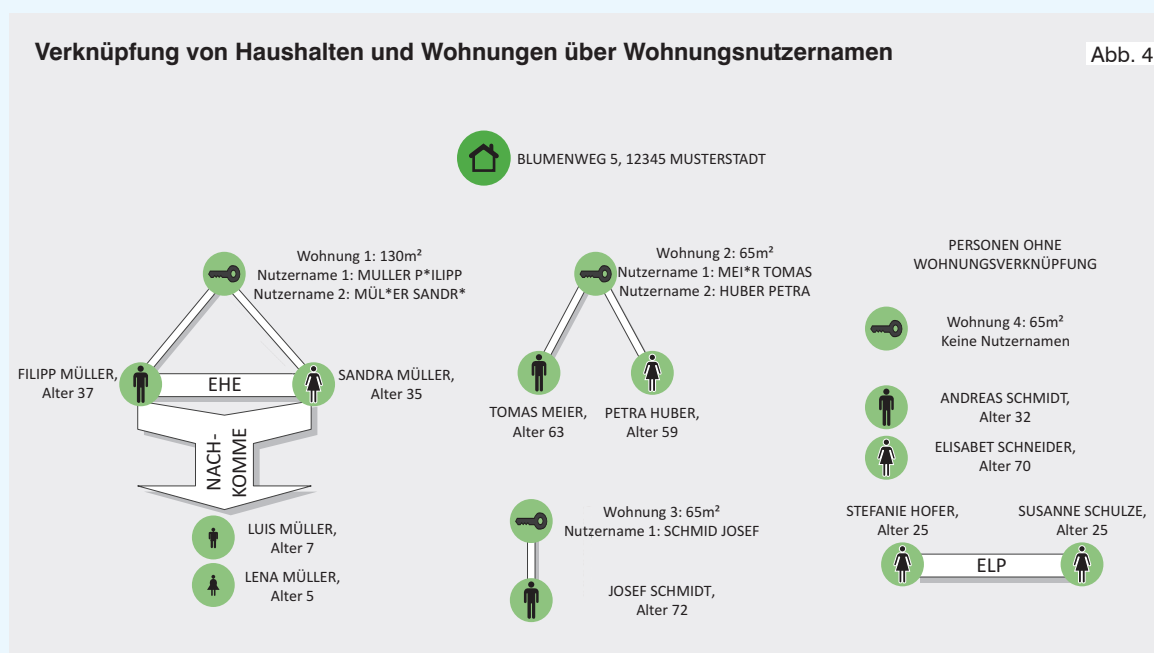 Verknüpfung von Haushalten und Wohnungen über Wohnungsnutzernamen
Abb. 4
BLUMENWEG 5, 12345 MUSTERSTADT
Wohnung 1: 130m²
Nutzername 1: MULLER P*ILIPP
Nutzername 2: MÜL*ER SANDR*
FILIPP MÜLLER,
Alter 37
EHE
SANDRA MÜLLER,
Alter 35
NACH-
KOMME
LUIS MÜLLER,
Alter 7
LENA MÜLLER,
Alter 5
Wohnung 2: 65m²
Nutzername 1: MEI*R TOMAS
Nutzername 2: HUBER PETRA
TOMAS MEIER,
Alter 63
PETRA HUBER,
Alter 59
Wohnung 3: 65m²
Nutzername 1: SCHMID JOSEF
JOSEF SCHMIDT,
Alter 72
PERSONEN OHNE
WOHNUNGSVERKNÜPFUNG
Wohnung 4: 65m²
Keine Nutzernamen
ANDREAS SCHMIDT,
Alter 32
ELISABET SCHNEIDER,
Alter 70
STEFANIE HOFER,
Alter 25
SUSANNE SCHULZE,
Alter 25
ELP